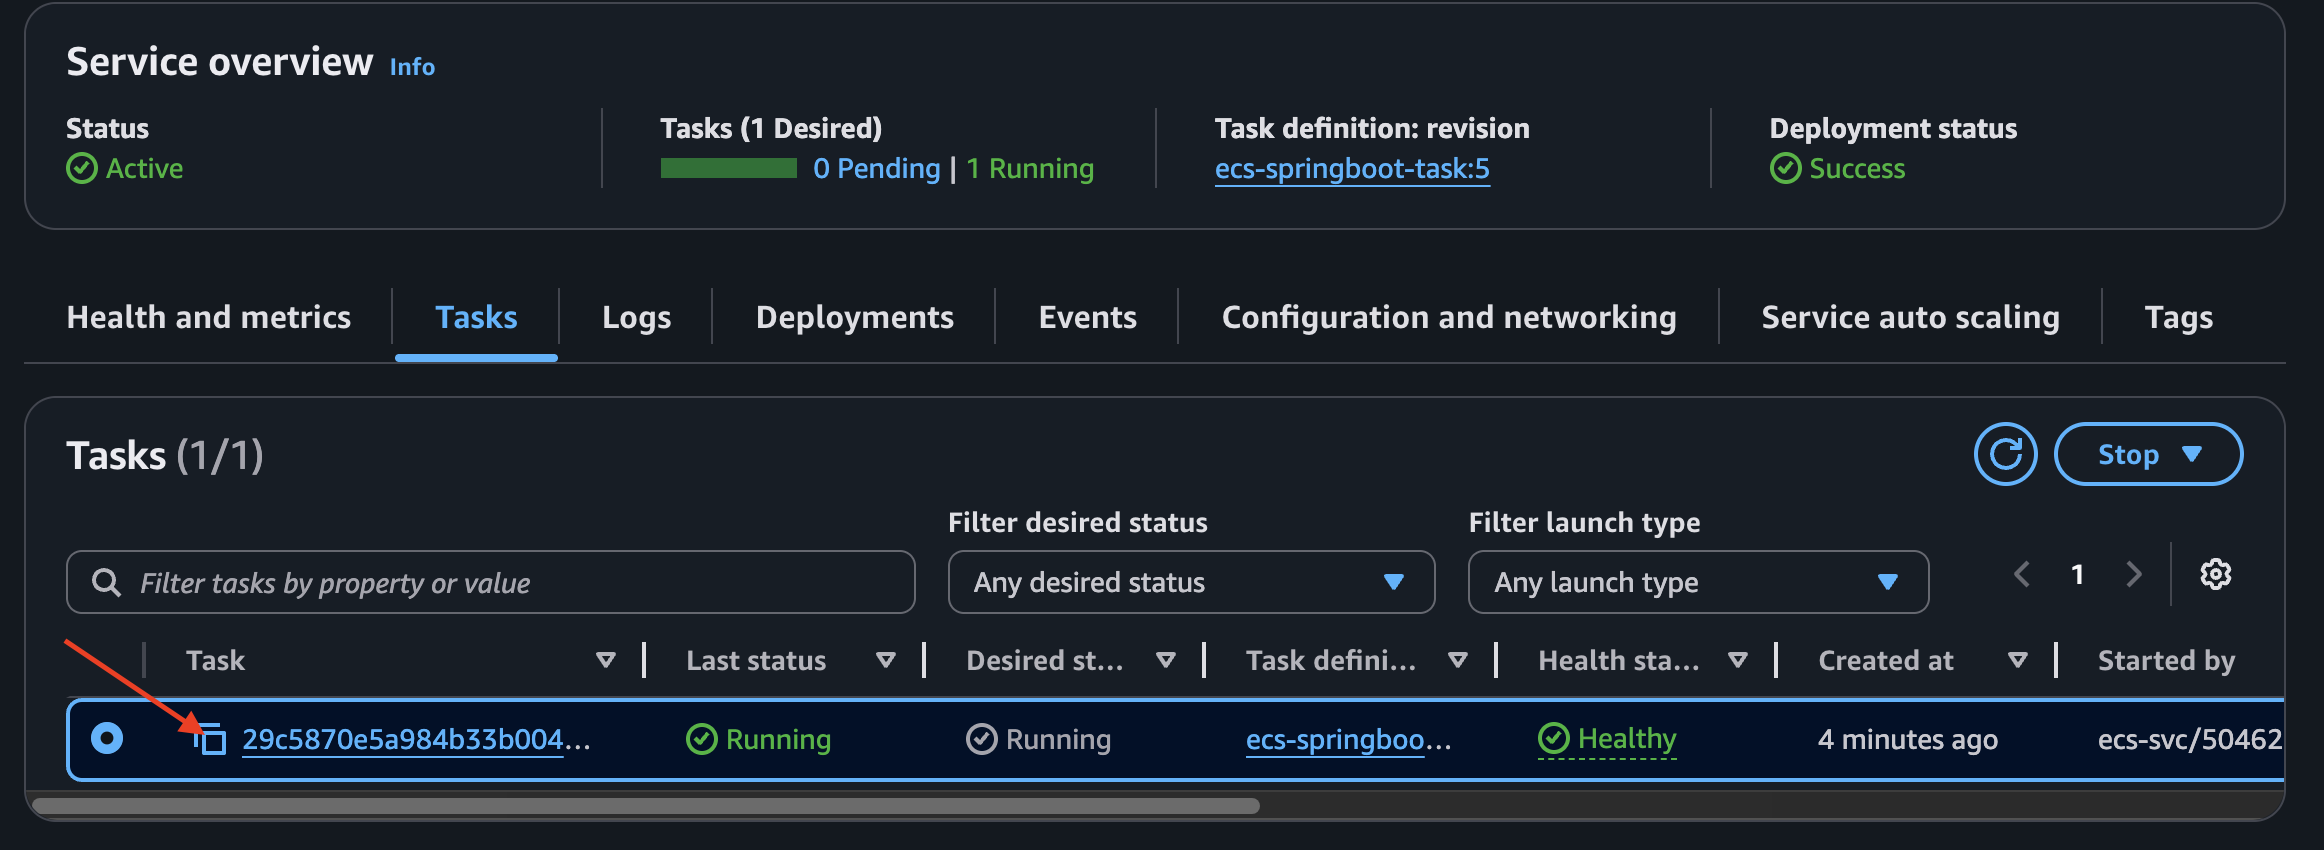 Service overview Info
Status
Active
Tasks (1 Desired)
0 Pending | 1 Running
Task definition: revision
ecs-springboot-task:5
Deployment status
Success
Health and metrics Tasks Logs Deployments Events Configuration and networking Service auto scaling Tags
Tasks (1/1)
Stop
Filter desired status
Filter launch type
Filter tasks by property or value
Any desired status
Any launch type
1
Task Last status Desired st... Task defini... Health sta... Created at Started by
29c5870e5a984b33b004... Running Running ecs-springboo... Healthy 4 minutes ago ecs-svc/50462